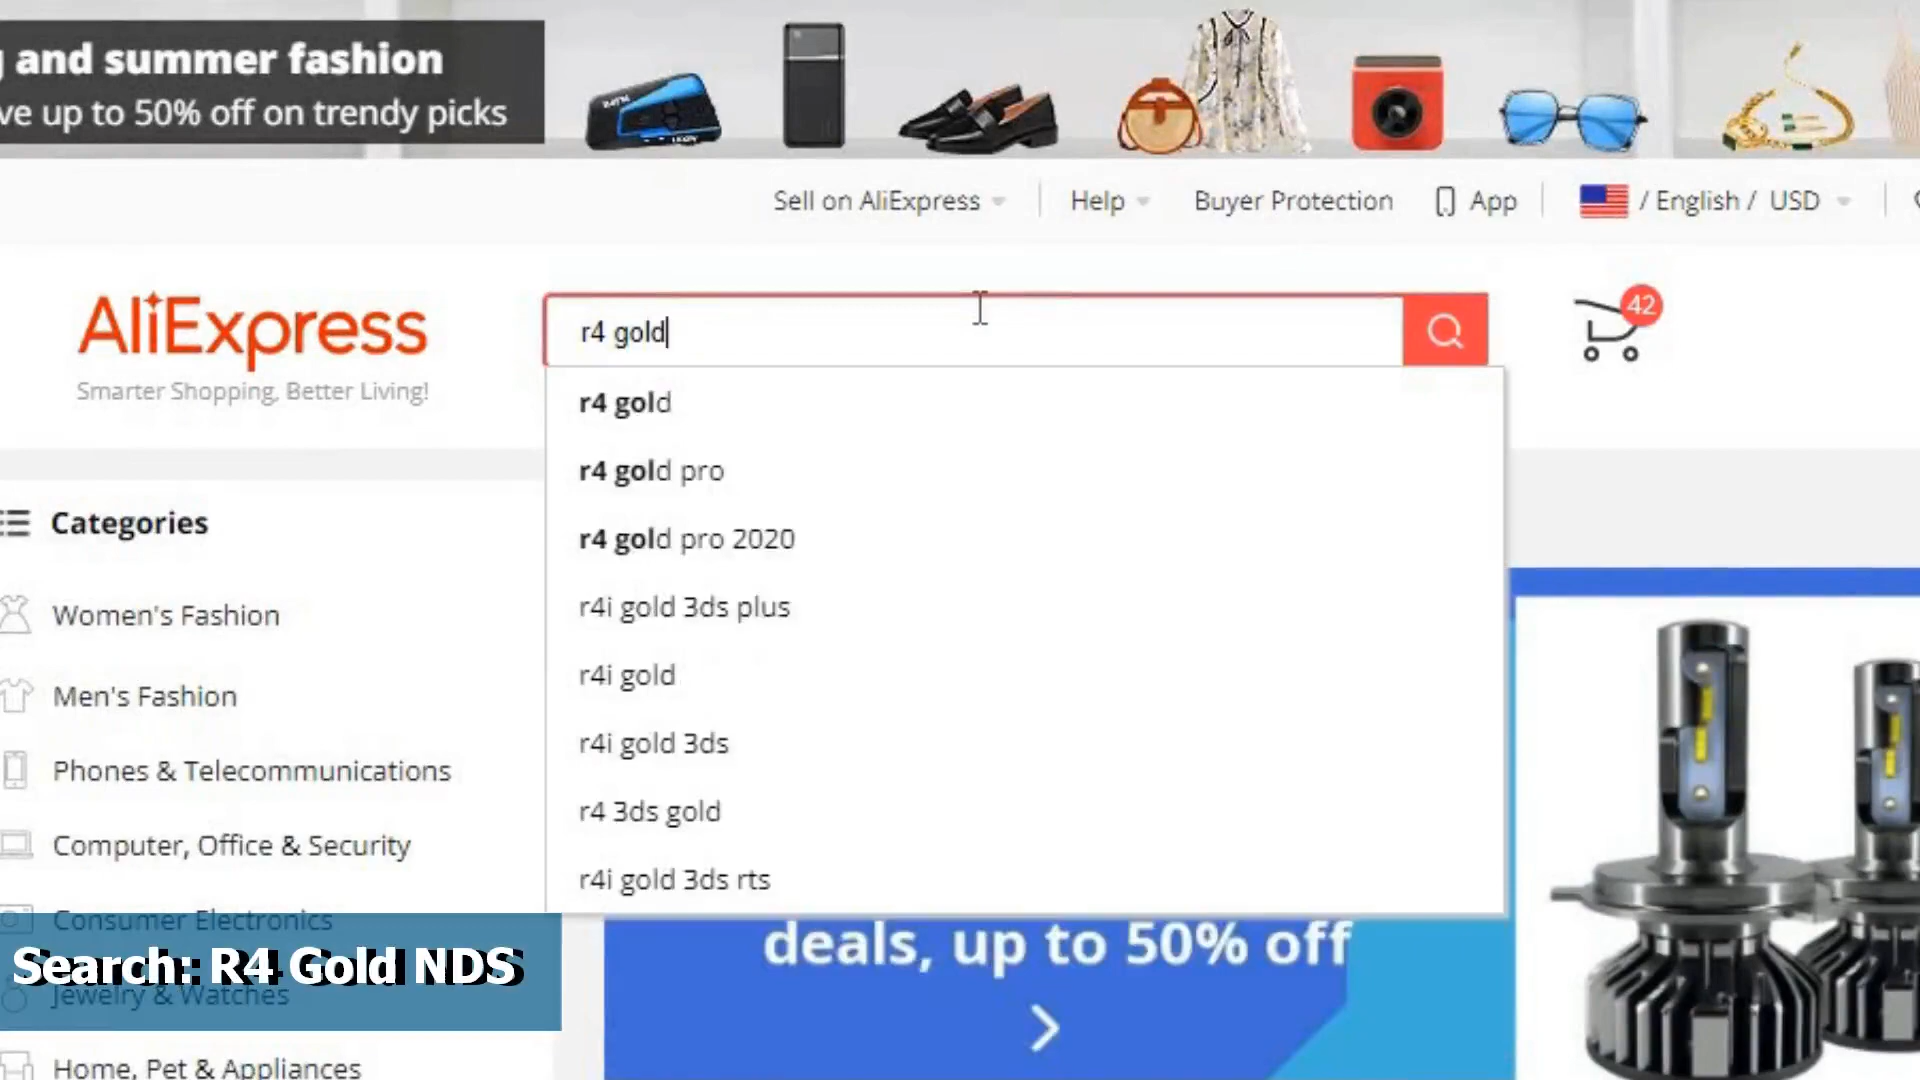 and summer fashion
ve up to 50% off on trendy picks
Sell on AliExpress
Help
Buyer Protection
App
/ English / USD
AliExpress
Smarter Shopping, Better Living!
r4 gold
42
r4 gold
r4 gold pro
r4 gold pro 2020
r4i gold 3ds plus
r4i gold
r4i gold 3ds
r4 3ds gold
r4i gold 3ds rts
Categories
Women's Fashion
Men's Fashion
Phones & Telecommunications
Computer, Office & Security
Consumer Electronics
Search: R4 Gold NDS
Jewelry & Watches
Home, Pet & Appliances
deals, up to 50% off